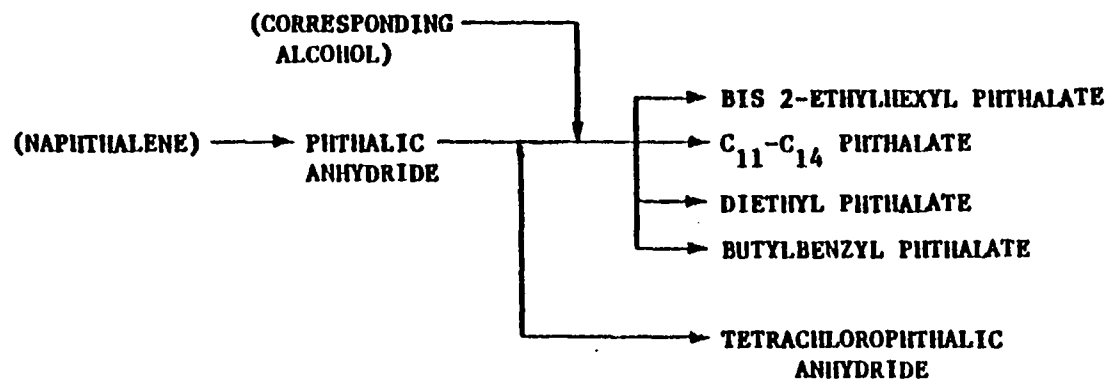 (CORRESPONDING
ALCOHOL)
BIS 2-ETHYLHEXYL PHTHALATE
(NAPHTHALENE)
PHTHALIC
ANHYDRIDE
C11-C14 PHTHALATE
DIETHYL PHTHALATE
BUTYLBENZYL PHTHALATE
TETRACHLOROPHTHALIC
ANHYDRIDE